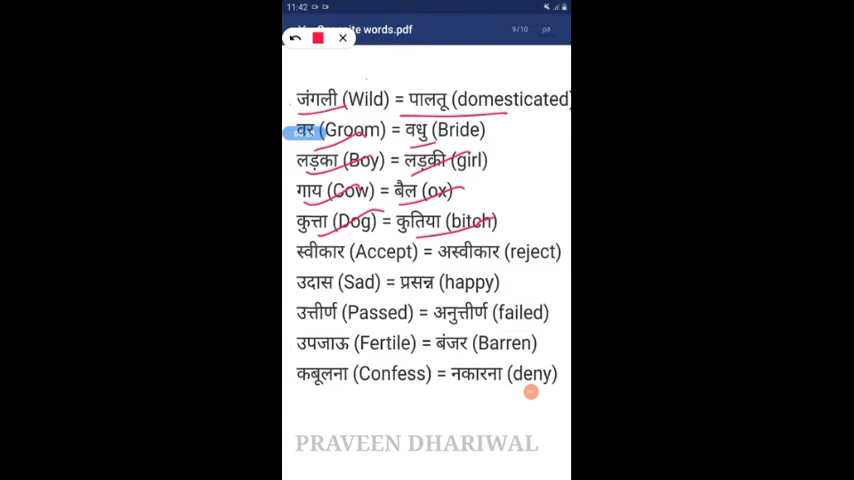 11:42
ite words.pdf
9/10
जंगली (Wild) = पालतू (domesticated)
वर (Groom) = वधु (Bride)
लड़का (Boy) = लड़की (girl)
गाय (Cow) = बैल (ox)
कुत्ता (Dog) = कुतिया (bitch)
स्वीकार (Accept) = अस्वीकार (reject)
उदास (Sad) = प्रसन्न (happy)
उत्तीर्ण (Passed) = अनुत्तीर्ण (failed)
उपजाऊ (Fertile) = बंजर (Barren)
कबूलना (Confess) = नकारना (deny)
PRAVEEN DHARIWAL